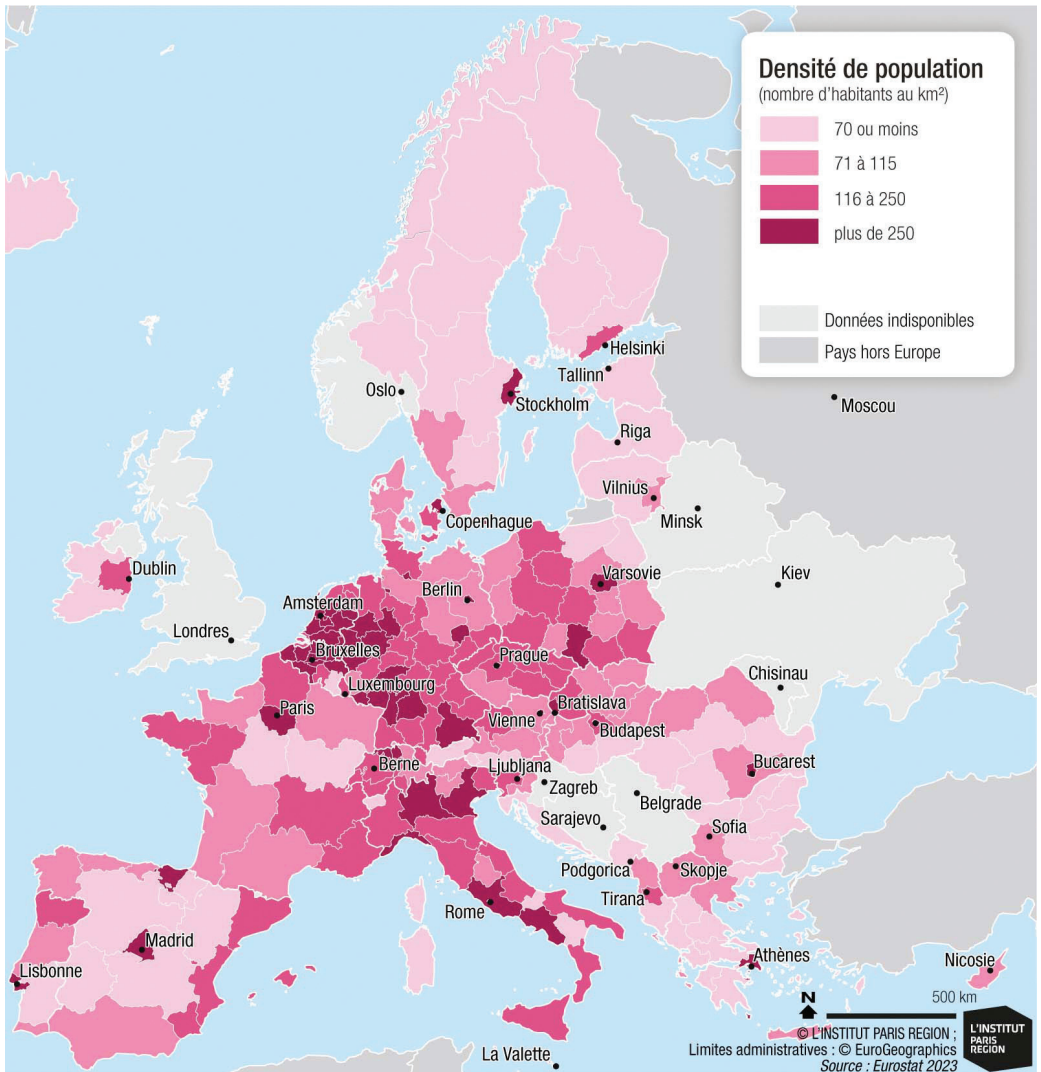 Densité de population
(nombre d'habitants au km²)
70 ou moins
71 à 115
116 à 250
plus de 250
Données indisponibles
Pays hors Europe
Helsinki
Tallinn
Oslo
Stockholm
Moscou
Riga
Vilnius
Minsk
Copenhague
Dublin
Varsovie
Kiev
Berlin
Amsterdam
Londres
Bruxelles
Prague
Luxembourg
Chisinau
Paris
Bratislava
Vienne
Budapest
Berne
Ljubljana
Bucarest
Zagreb
Belgrade
Sarajevo
Sofia
Podgorica
Skopje
Tirana
Rome
Madrid
Athènes
Lisbonne
Nicosie
N
500 km
© L'INSTITUT PARIS REGION ;
Limites administratives : © EuroGeographics
Source : Eurostat 2023
L'INSTITUT
PARIS
REGION
La Valette